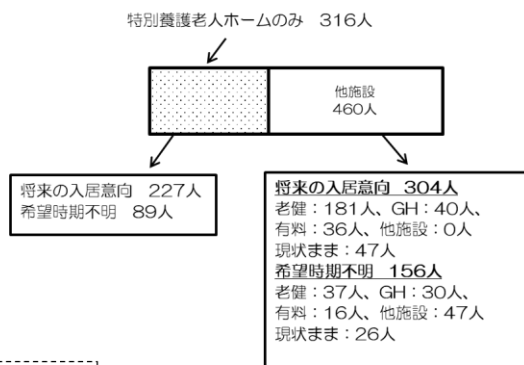 特別養護老人ホームのみ 316人
他施設
460人
将来の入居意向 227人
希望時期不明 89人
将来の入居意向 304人
老健:181人、GH:40人、
有料:36人、他施設:0人
現状まま:47人
希望時期不明 156人
老健:37人、GH:30人、
有料:16人、他施設:47人
現状まま:26人